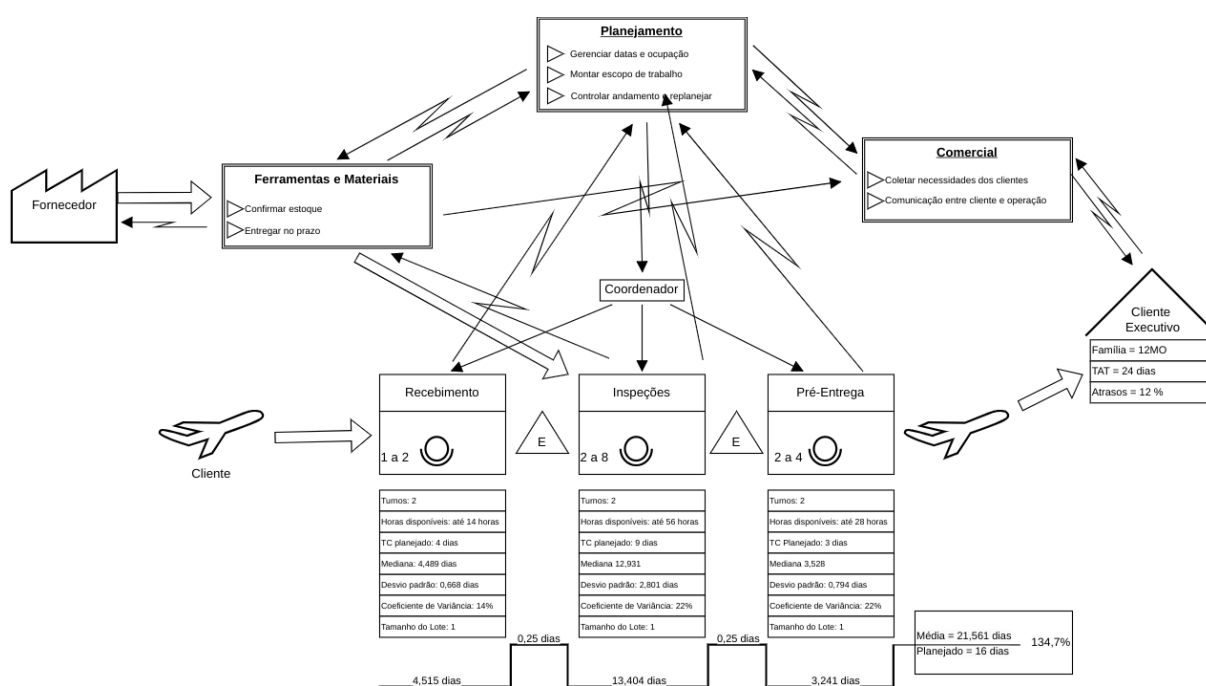 Planejamento
Gerenciar datas e ocupação
Montar escopo de trabalho
Controlar andamento e replanejar
Comercial
Coletar necessidades dos clientes
Comunicação entre cliente e operação
Ferramentas e Materiais
Confirmar estoque
Entregar no prazo
Fornecedor
Coordenador
Cliente
Executivo
Família = 12MO
TAT = 24 dias
Atrasos = 12 %
Recebimento
Inspeções
Pré-Entrega
1 a 2
E
2 a 8
E
2 a 4
Cliente
Turnos: 2
Horas disponíveis: até 14 horas
TC planejado: 4 dias
Mediana: 4,489 dias
Desvio padrão: 0,668 dias
Coeficiente de Variância: 14%
Tamanho do Lote: 1
Turnos: 2
Horas disponíveis: até 56 horas
TC planejado: 9 dias
Mediana 12,931
Desvio padrão: 2,801 dias
Coeficiente de Variância: 22%
Tamanho do Lote: 1
Turnos: 2
Horas disponíveis: até 28 horas
TC Planejado: 3 dias
Mediana 3,528
Desvio padrão: 0,794 dias
Coeficiente de Variância: 22%
Tamanho do Lote: 1
0,25 dias
0,25 dias
4,515 dias
13,404 dias
3,241 dias
Média = 21,561 dias
Planejado = 16 dias
134,7%